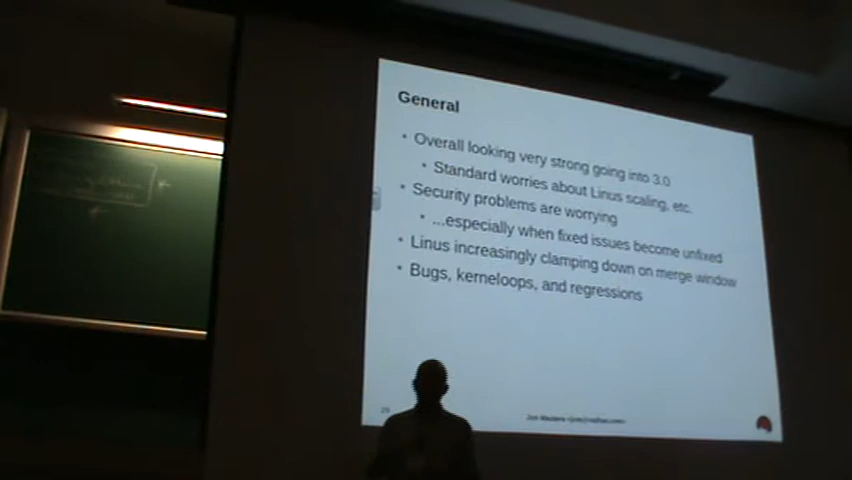 General
• Overall looking very strong going into 3.0
• Standard worries about Linus scaling, etc.
• Security problems are worrying
• ...especially when fixed issues become unfixed
• Linus increasingly clamping down on merge window
• Bugs, kerneloops, and regressions